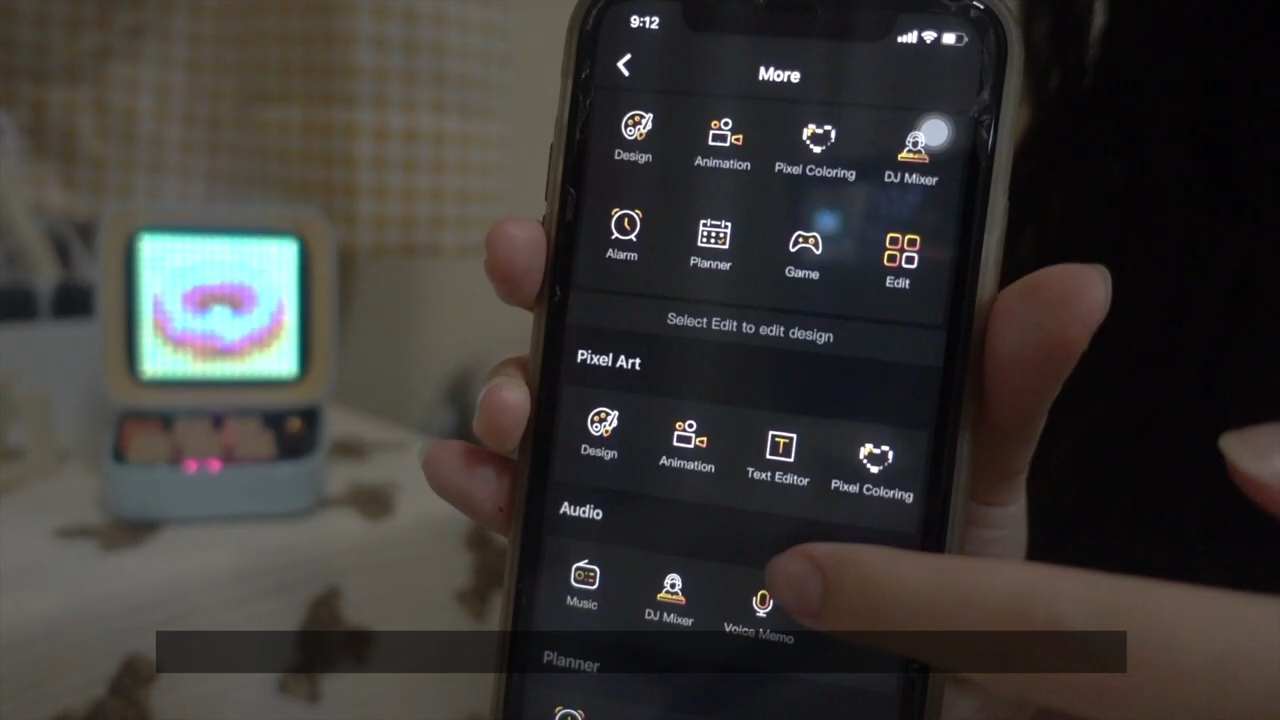 9:12
More
Design Animation Pixel Coloring DJ Mixer
Alarm Planner Game Edit
Select Edit to edit design
Pixel Art
Design Animation T Text Editor Pixel Coloring
Audio
Music DJ Mixer Voice Memo
Planner